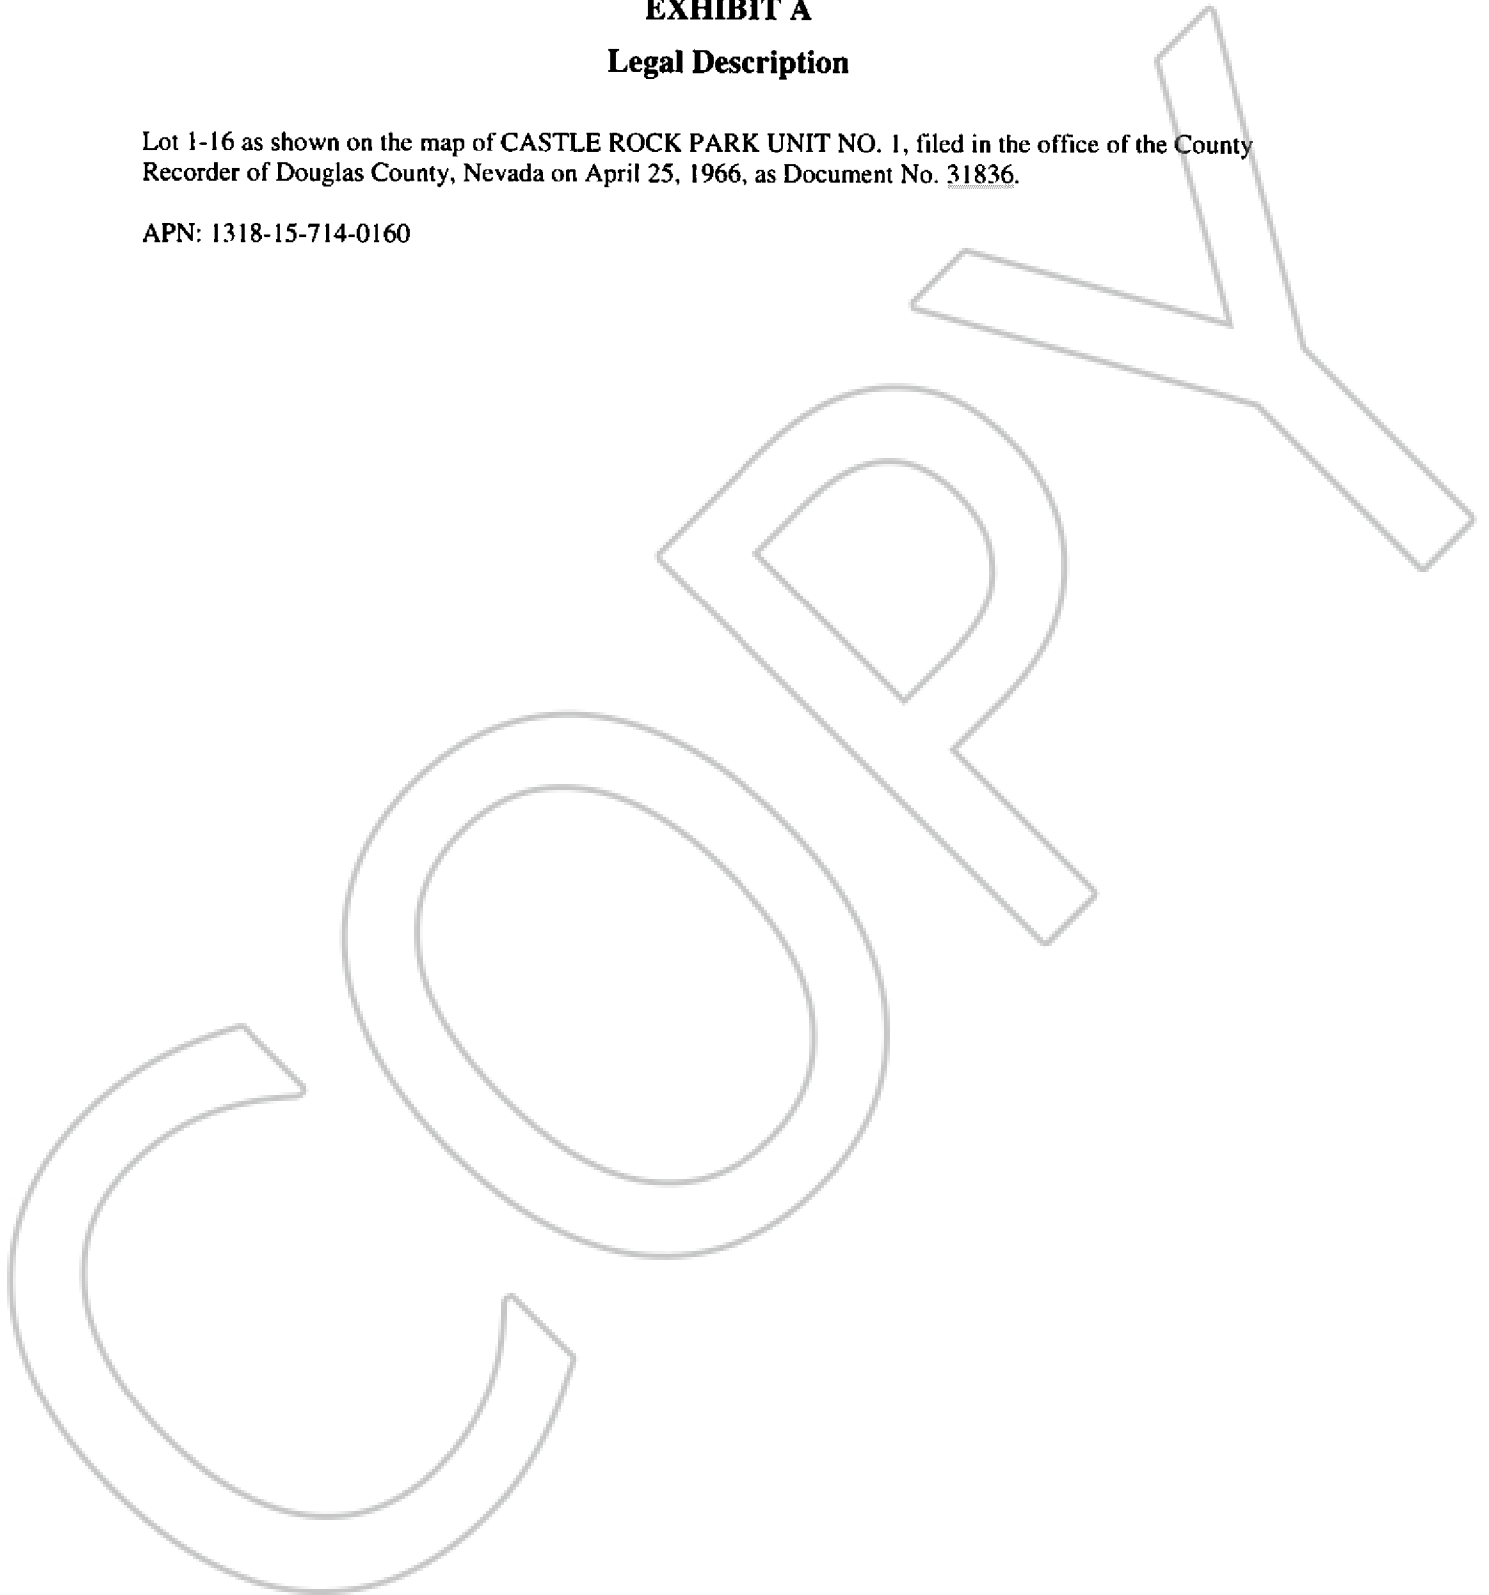 EXHIBIT A
Legal Description
Lot 1-16 as shown on the map of CASTLE ROCK PARK UNIT NO. 1, filed in the office of the County
Recorder of Douglas County, Nevada on April 25, 1966, as Document No. 31836.
APN: 1318-15-714-0160
COPY